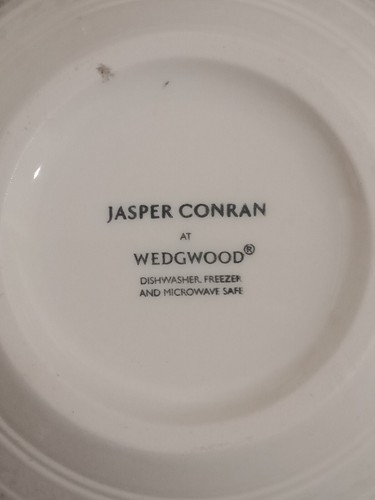 JASPER CONRAN
AT
WEDGWOOD®
DISHWASHER, FREEZER
AND MICROWAVE SAFE